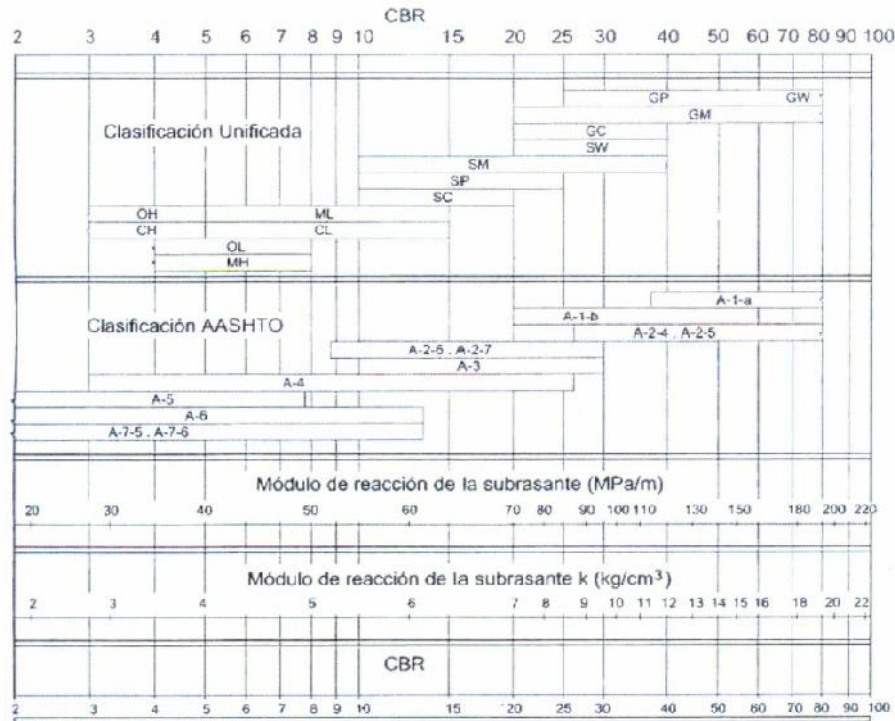 CBR
2 3 4 5 6 7 8 9 10 15 20 25 30 40 50 60 70 80 90 100
GP GW
GM
Clasificación Unificada
GC
SW
SM
SP
SC
OH ML
CH CL
OL
MH
A-1-a
Clasificación AASHTO
A-1-b
A-2-4 . A-2-5
A-2-6 . A-2-7
A-3
A-4
A-5
A-6
A-7-5 . A-7-6
Módulo de reacción de la subrasante (MPa/m)
20 30 40 50 60 70 80 90 100 110 130 150 180 200 220
Módulo de reacción de la subrasante k (kg/cm³)
2 3 4 5 6 7 8 9 10 11 12 13 14 15 16 18 20 22
CBR
2 3 4 5 6 7 8 9 10 15 20 25 30 40 50 60 70 80 90 100